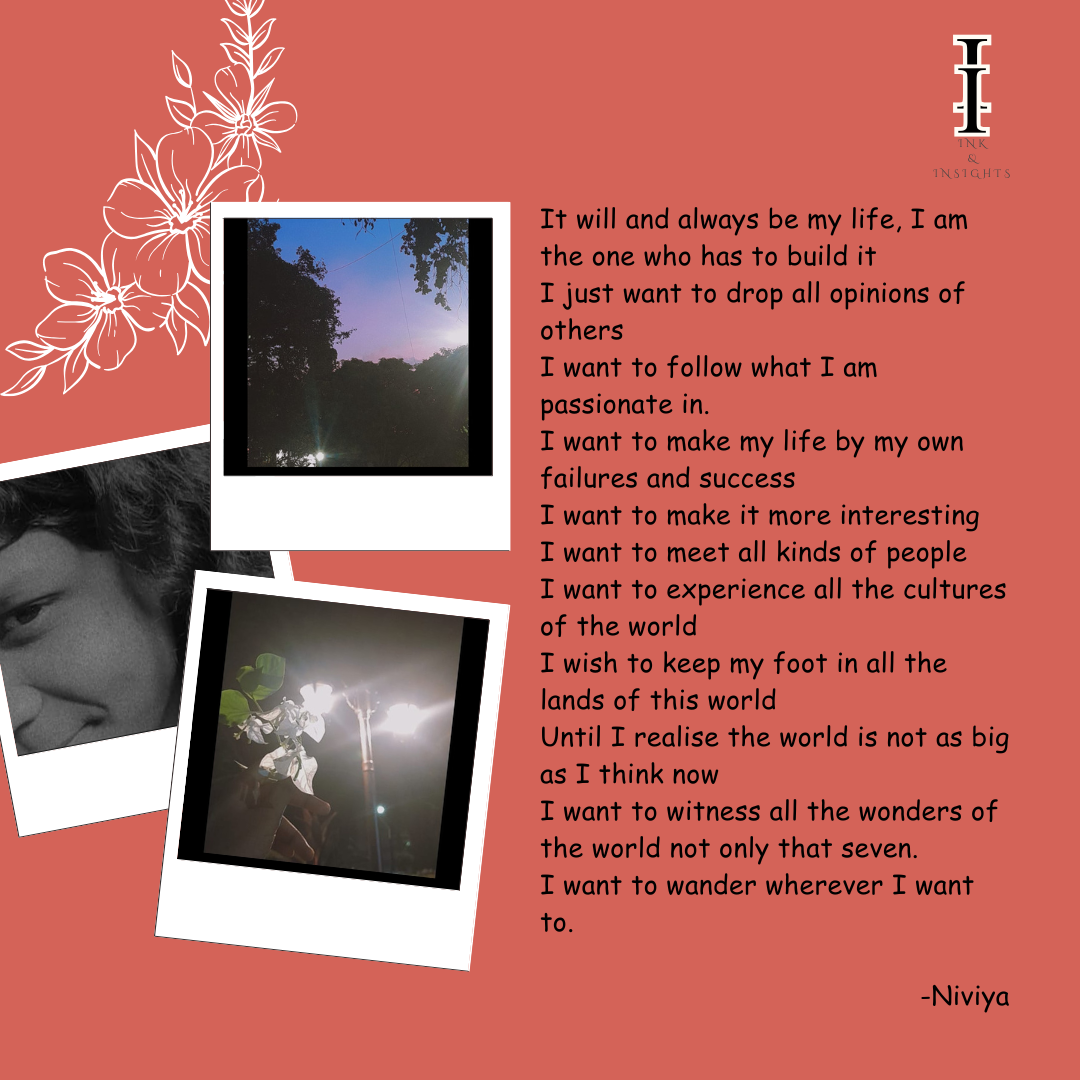 I
I
INK
&
INSIGHTS
It will and always be my life, I am
the one who has to build it
I just want to drop all opinions of
others
I want to follow what I am
passionate in.
I want to make my life by my own
failures and success
I want to make it more interesting
I want to meet all kinds of people
I want to experience all the cultures
of the world
I wish to keep my foot in all the
lands of this world
Until I realise the world is not as big
as I think now
I want to witness all the wonders of
the world not only that seven.
I want to wander wherever I want
to.
-Niviya